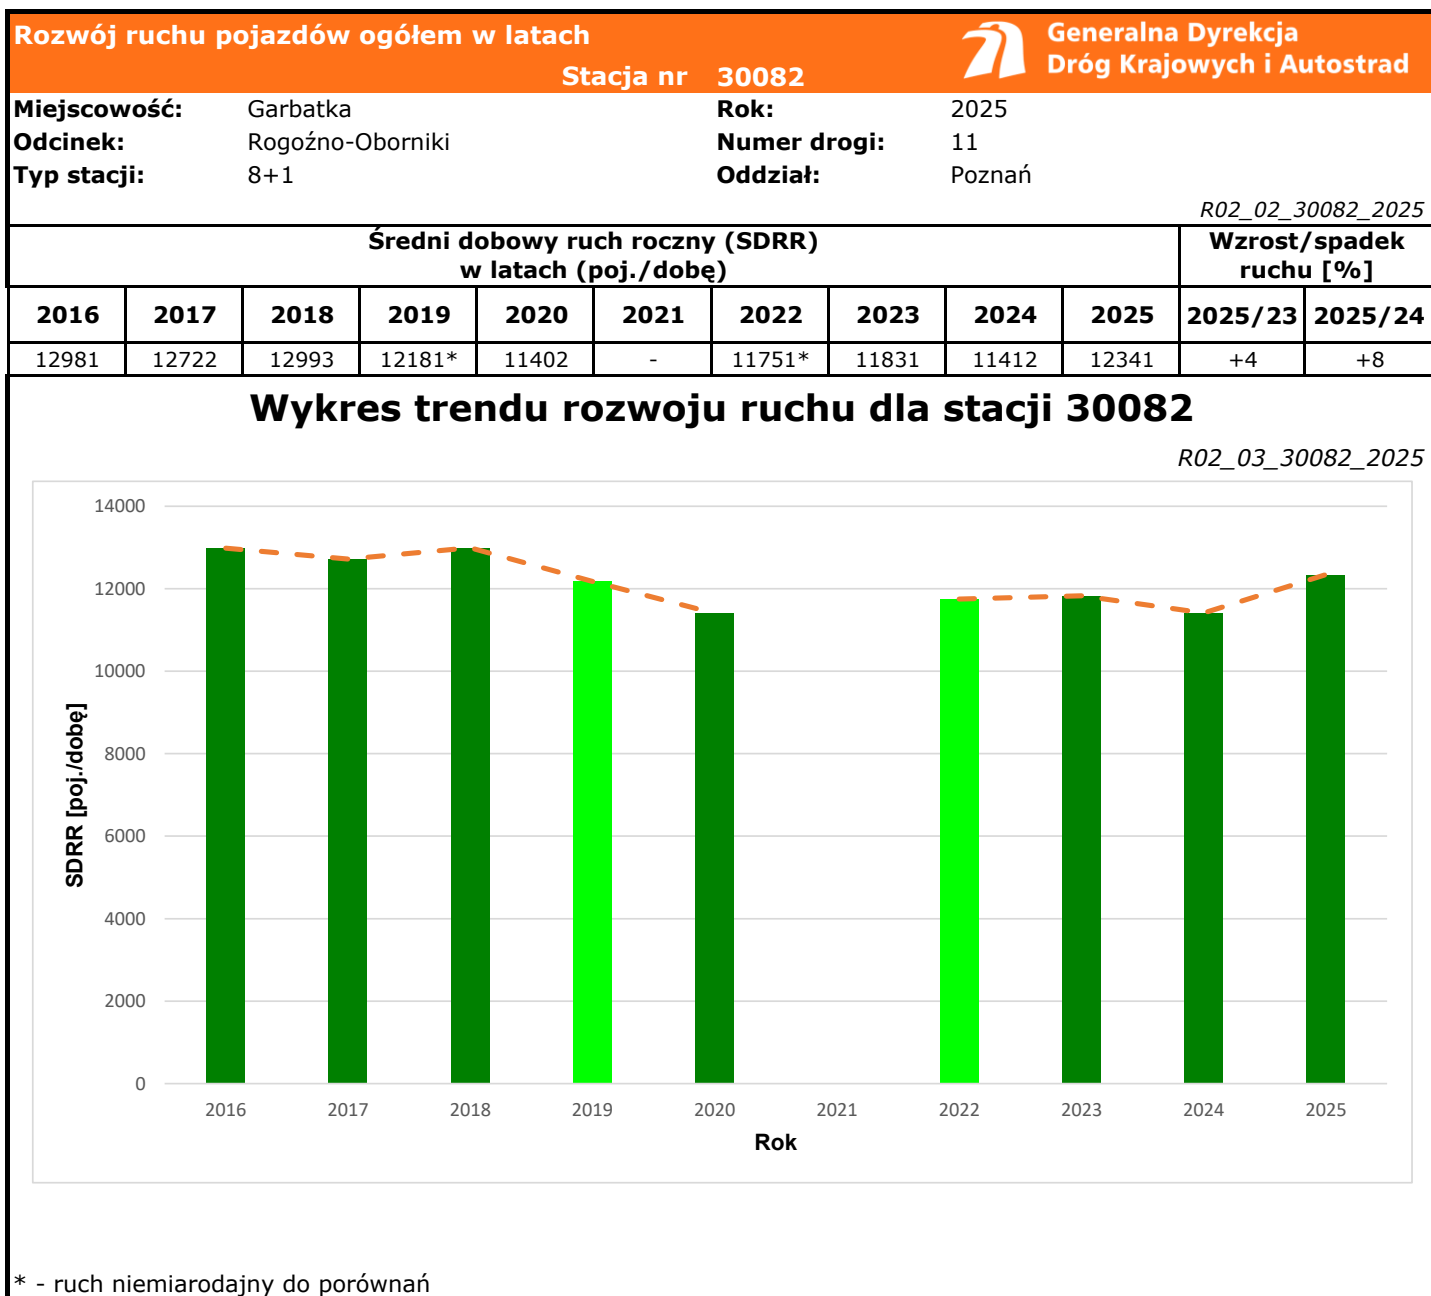 Rozwój ruchu pojazdów ogółem w latach
Generalna Dyrekcja
Dróg Krajowych i Autostrad
Stacja nr 30082
Miejscowość: Garbatka Rok: 2025
Odcinek: Rogoźno-Oborniki Numer drogi: 11
Typ stacji: 8+1 Oddział: Poznań
R02_02_30082_2025
Średni dobowy ruch roczny (SDRR)
w latach (poj./dobę)
Wzrost/spadek
ruchu [%]
2016 2017 2018 2019 2020 2021 2022 2023 2024 2025 2025/23 2025/24
12981 12722 12993 12181* 11402 - 11751* 11831 11412 12341 +4 +8
Wykres trendu rozwoju ruchu dla stacji 30082
R02_03_30082_2025
14000
12000
10000
8000
6000
4000
2000
0
SDRR [poj./dobę]
2016 2017 2018 2019 2020 2021 2022 2023 2024 2025
Rok
* - ruch niemiarodajny do porównań